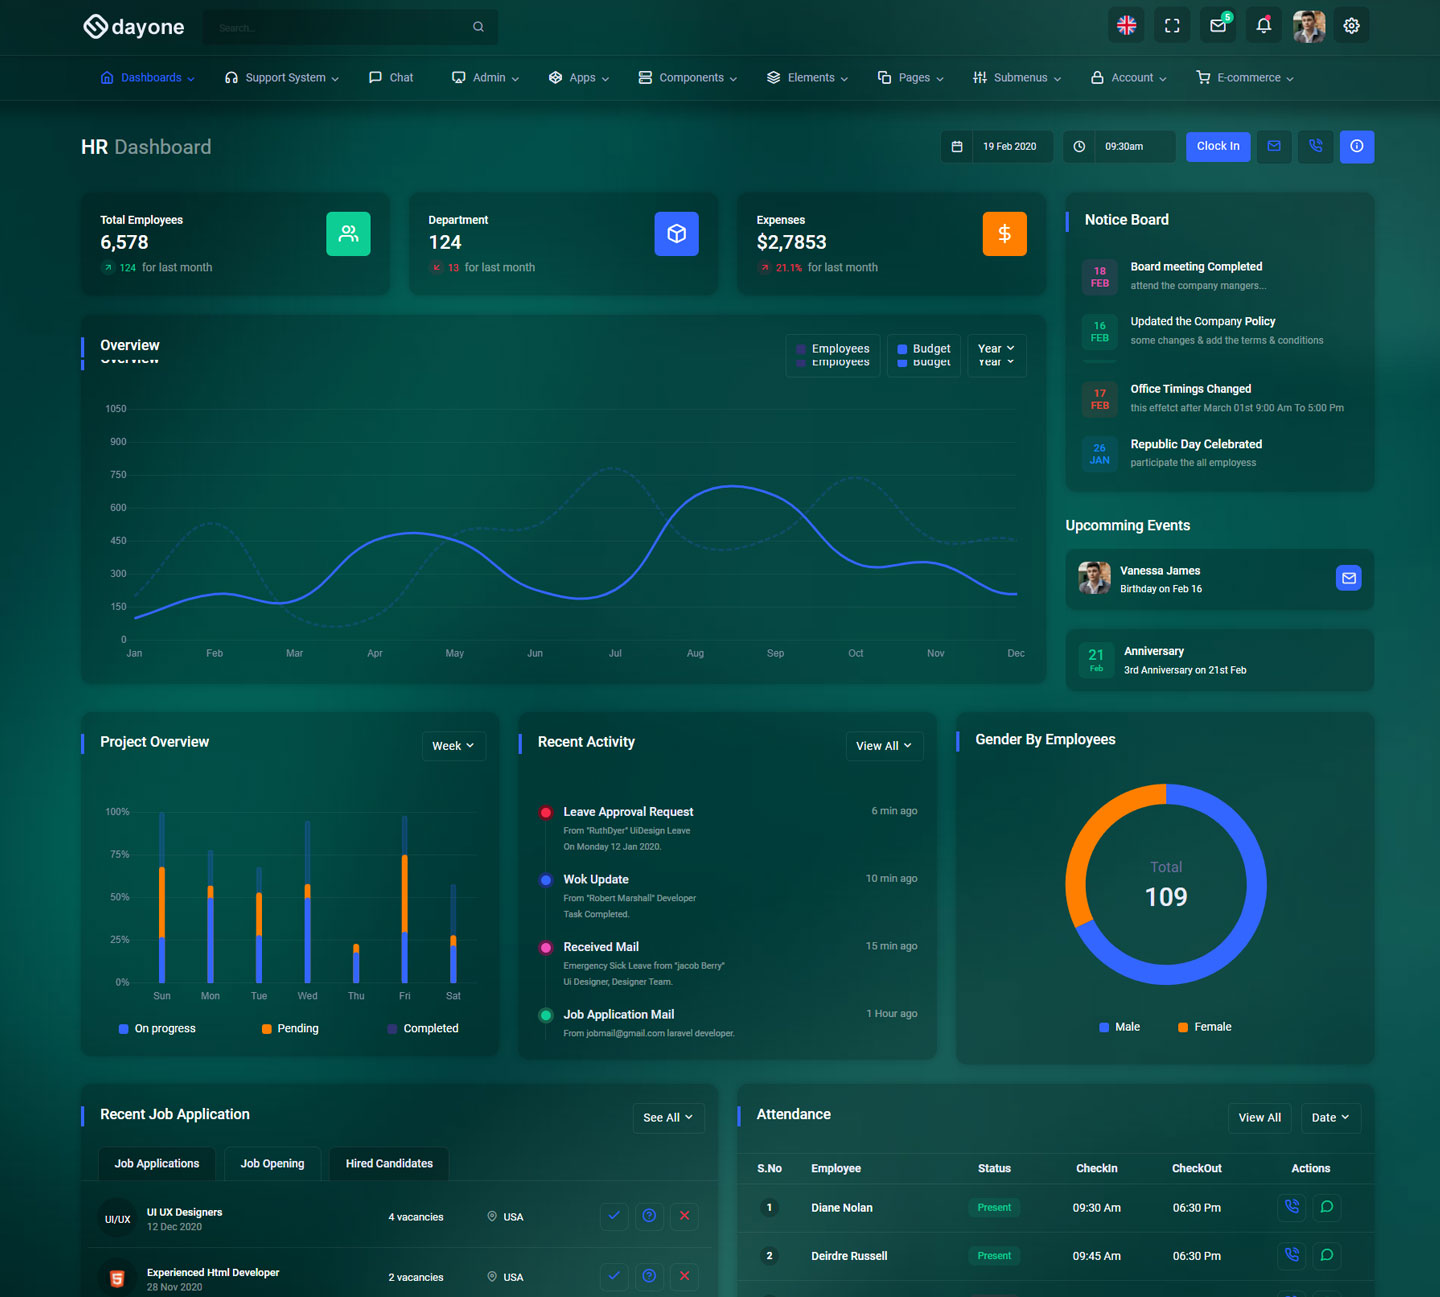 dayone
Search...
5
Dashboards
Support System
Chat
Admin
Apps
Components
Elements
Pages
Submenus
Account
E-commerce
HR Dashboard
19 Feb 2020
09:30am
Clock In
Total Employees
6,578
124 for last month
Department
124
13 for last month
Expenses
$2,7853
21.1% for last month
Notice Board
18 FEB
Board meeting Completed
attend the company mangers...
16 FEB
Updated the Company Policy
some changes & add the terms & conditions
17 FEB
Office Timings Changed
this effetct after March 01st 9:00 Am To 5:00 Pm
26 JAN
Republic Day Celebrated
participate the all employess
Overview
Overview
Employees
Budget
Year
Employees
Budget
Year
1050
900
750
600
450
300
150
0
Jan Feb Mar Apr May Jun Jul Aug Sep Oct Nov Dec
Upcomming Events
Vanessa James
Birthday on Feb 16
21 Feb
Anniversary
3rd Anniversary on 21st Feb
Project Overview
Week
100%
75%
50%
25%
0%
Sun Mon Tue Wed Thu Fri Sat
On progress
Pending
Completed
Recent Activity
View All
Leave Approval Request
6 min ago
From "RuthDyer" UiDesign Leave
On Monday 12 Jan 2020.
Wok Update
10 min ago
From "Robert Marshall" Developer
Task Completed.
Received Mail
15 min ago
Emergency Sick Leave from "jacob Berry"
Ui Designer, Designer Team.
Job Application Mail
1 Hour ago
From jobmail@gmail.com laravel developer.
Gender By Employees
Total
109
Male
Female
Recent Job Application
See All
Job Applications
Job Opening
Hired Candidates
UI/UX
UI UX Designers
12 Dec 2020
4 vacancies
USA
5
Experienced Html Developer
28 Nov 2020
2 vacancies
USA
Attendance
View All
Date
S.No Employee Status CheckIn CheckOut Actions
1 Diane Nolan Present 09:30 Am 06:30 Pm
2 Deirdre Russell Present 09:45 Am 06:30 Pm